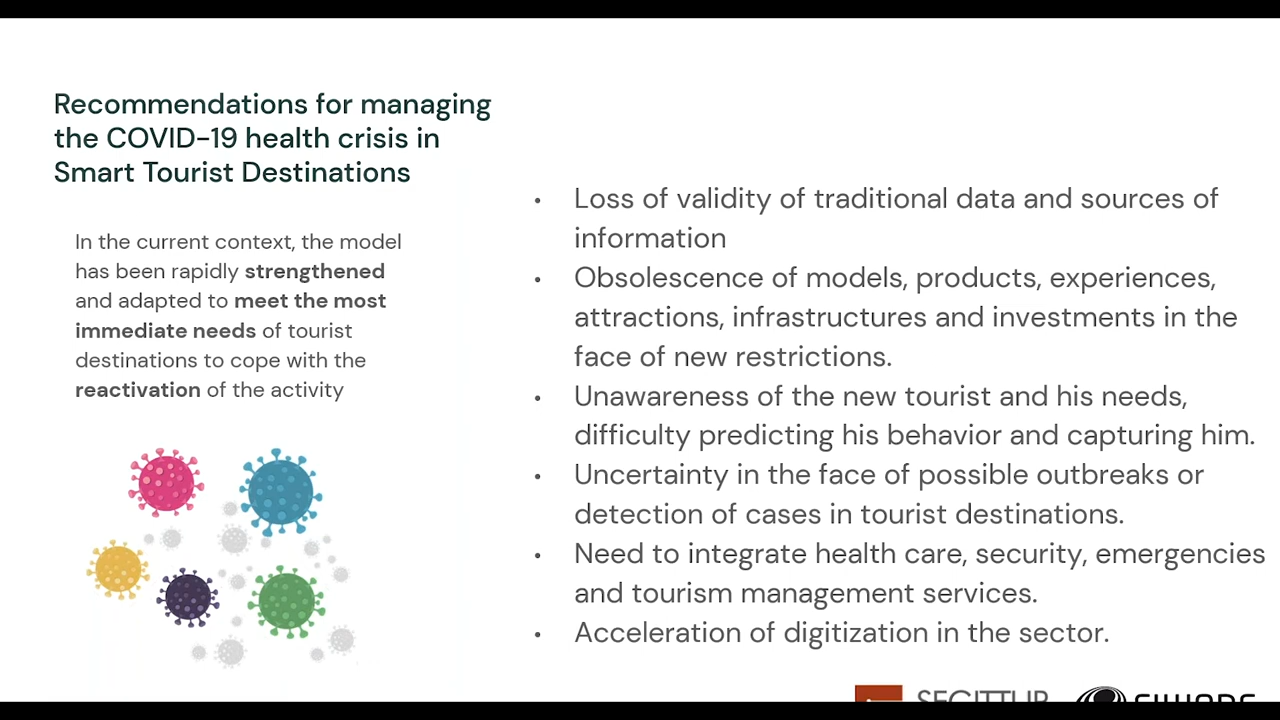 Recommendations for managing
the COVID-19 health crisis in
Smart Tourist Destinations
In the current context, the model
has been rapidly strengthened
and adapted to meet the most
immediate needs of tourist
destinations to cope with the
reactivation of the activity
• Loss of validity of traditional data and sources of
information
• Obsolescence of models, products, experiences,
attractions, infrastructures and investments in the
face of new restrictions.
• Unawareness of the new tourist and his needs,
difficulty predicting his behavior and capturing him.
• Uncertainty in the face of possible outbreaks or
detection of cases in tourist destinations.
• Need to integrate health care, security, emergencies
and tourism management services.
• Acceleration of digitization in the sector.